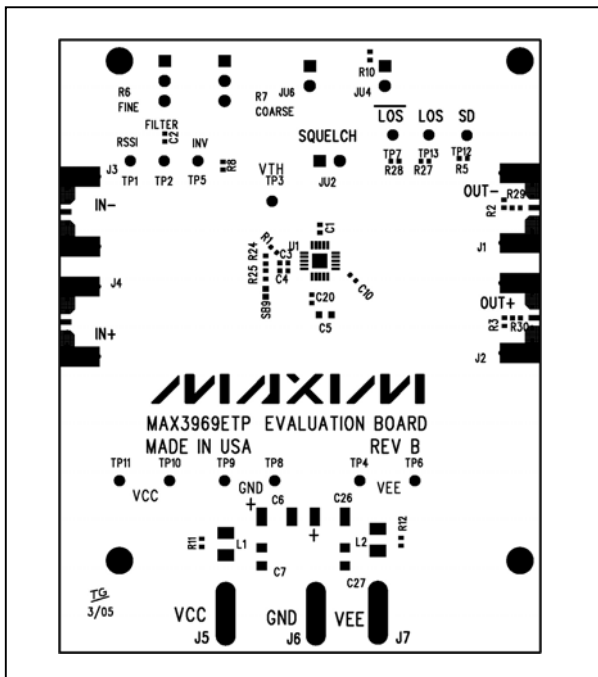 R10
R6
FINE
JU6
JU4
R7
COARSE
FILTER
C2
LOS
LOS
SD
RSSI
INV
SQUELCH
J3
TP1
TP2
TP5
R8
VTH
TP3
JU2
TP7
TP13
TP12
R28
R27
R5
IN-
OUT-
R29
R2
C1
J1
R1
U1
R24
C3
R25
C4
SB9
C20
C10
C5
J4
IN+
OUT+
R3
R30
J2
MAXIM
MAX3969ETP EVALUATION BOARD
MADE IN USA REV B
TP11
TP10
TP9
TP8
TP4
TP6
VCC
GND
VEE
+
C6
C26
+
R11
L1
L2
R12
C7
C27
TG
3/05
VCC
GND
VEE
J5
J6
J7